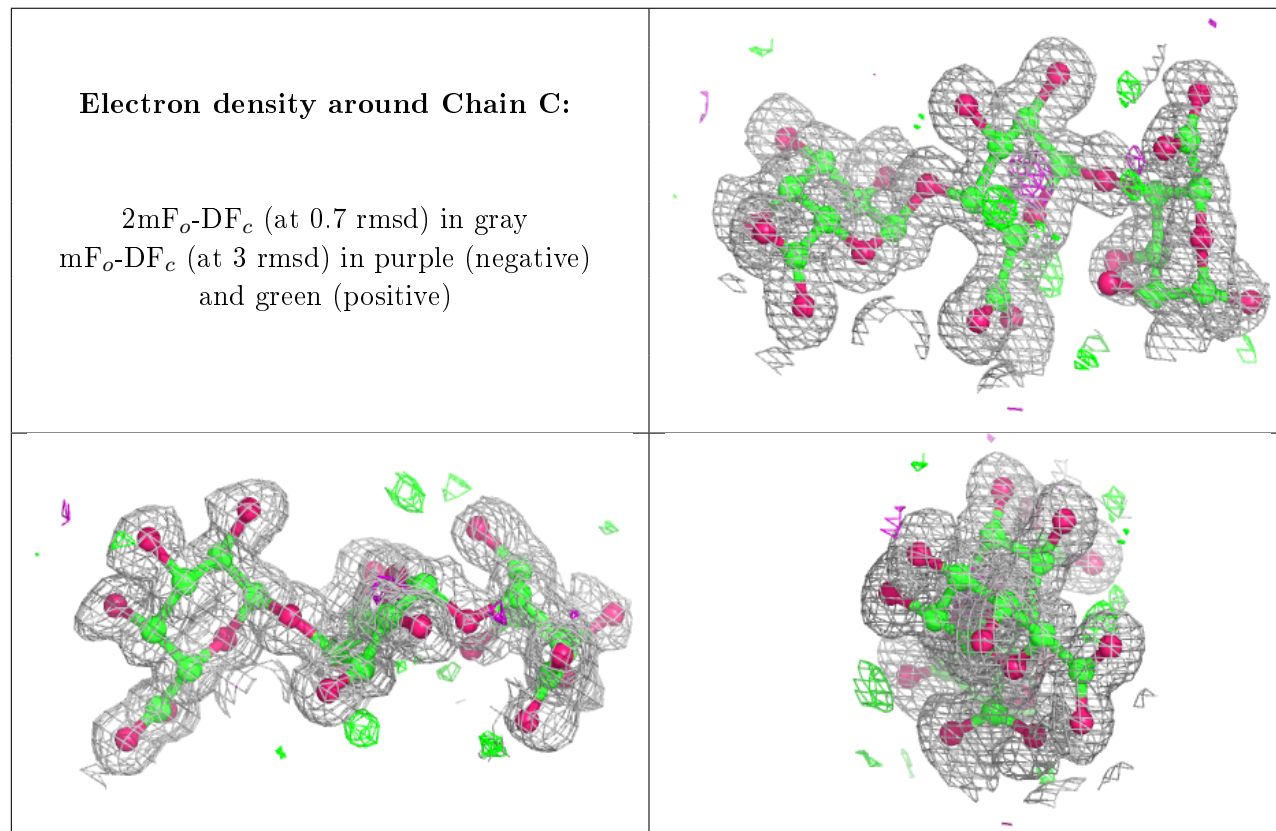 Electron density around Chain C:
2mFo-DFc (at 0.7 rmsd) in gray
mFo-DFc (at 3 rmsd) in purple (negative)
and green (positive)